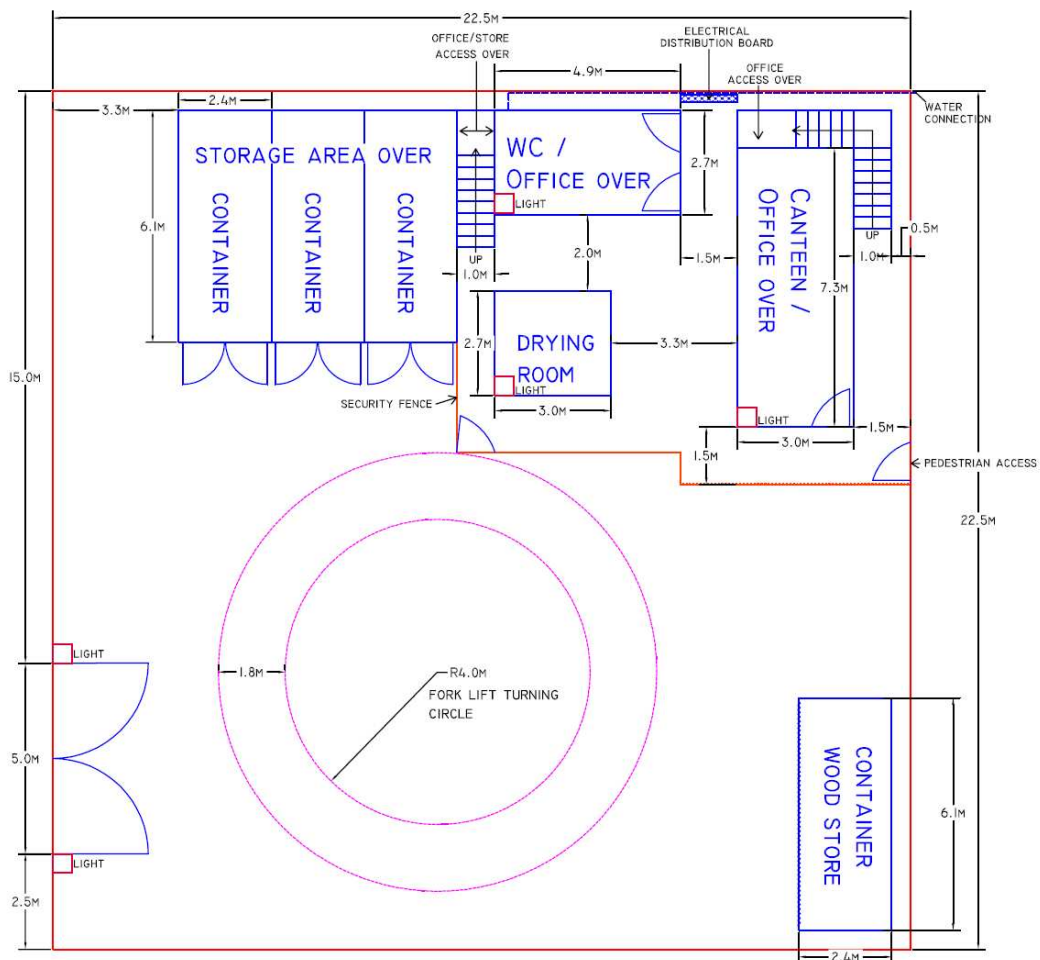 22.5M
OFFICE/STORE
ACCESS OVER
ELECTRICAL
DISTRIBUTION BOARD
4.9M
OFFICE
ACCESS OVER
3.3M
2.4M
WATER
CONNECTION
STORAGE AREA OVER
WC /
OFFICE OVER
2.7M
6.1M
CONTAINER
CONTAINER
CONTAINER
LIGHT
CANTEEN /
OFFICE OVER
UP
0.5M
2.0M
1.5M
1.0M
UP
1.0M
7.3M
2.7M
DRYING
ROOM
3.3M
15.0M
LIGHT
SECURITY FENCE
3.0M
LIGHT
3.0M
1.5M
1.5M
PEDESTRIAN ACCESS
22.5M
LIGHT
1.8M
R4.0M
FORK LIFT TURNING
CIRCLE
5.0M
CONTAINER
WOOD STORE
6.1M
LIGHT
2.5M
2.4M